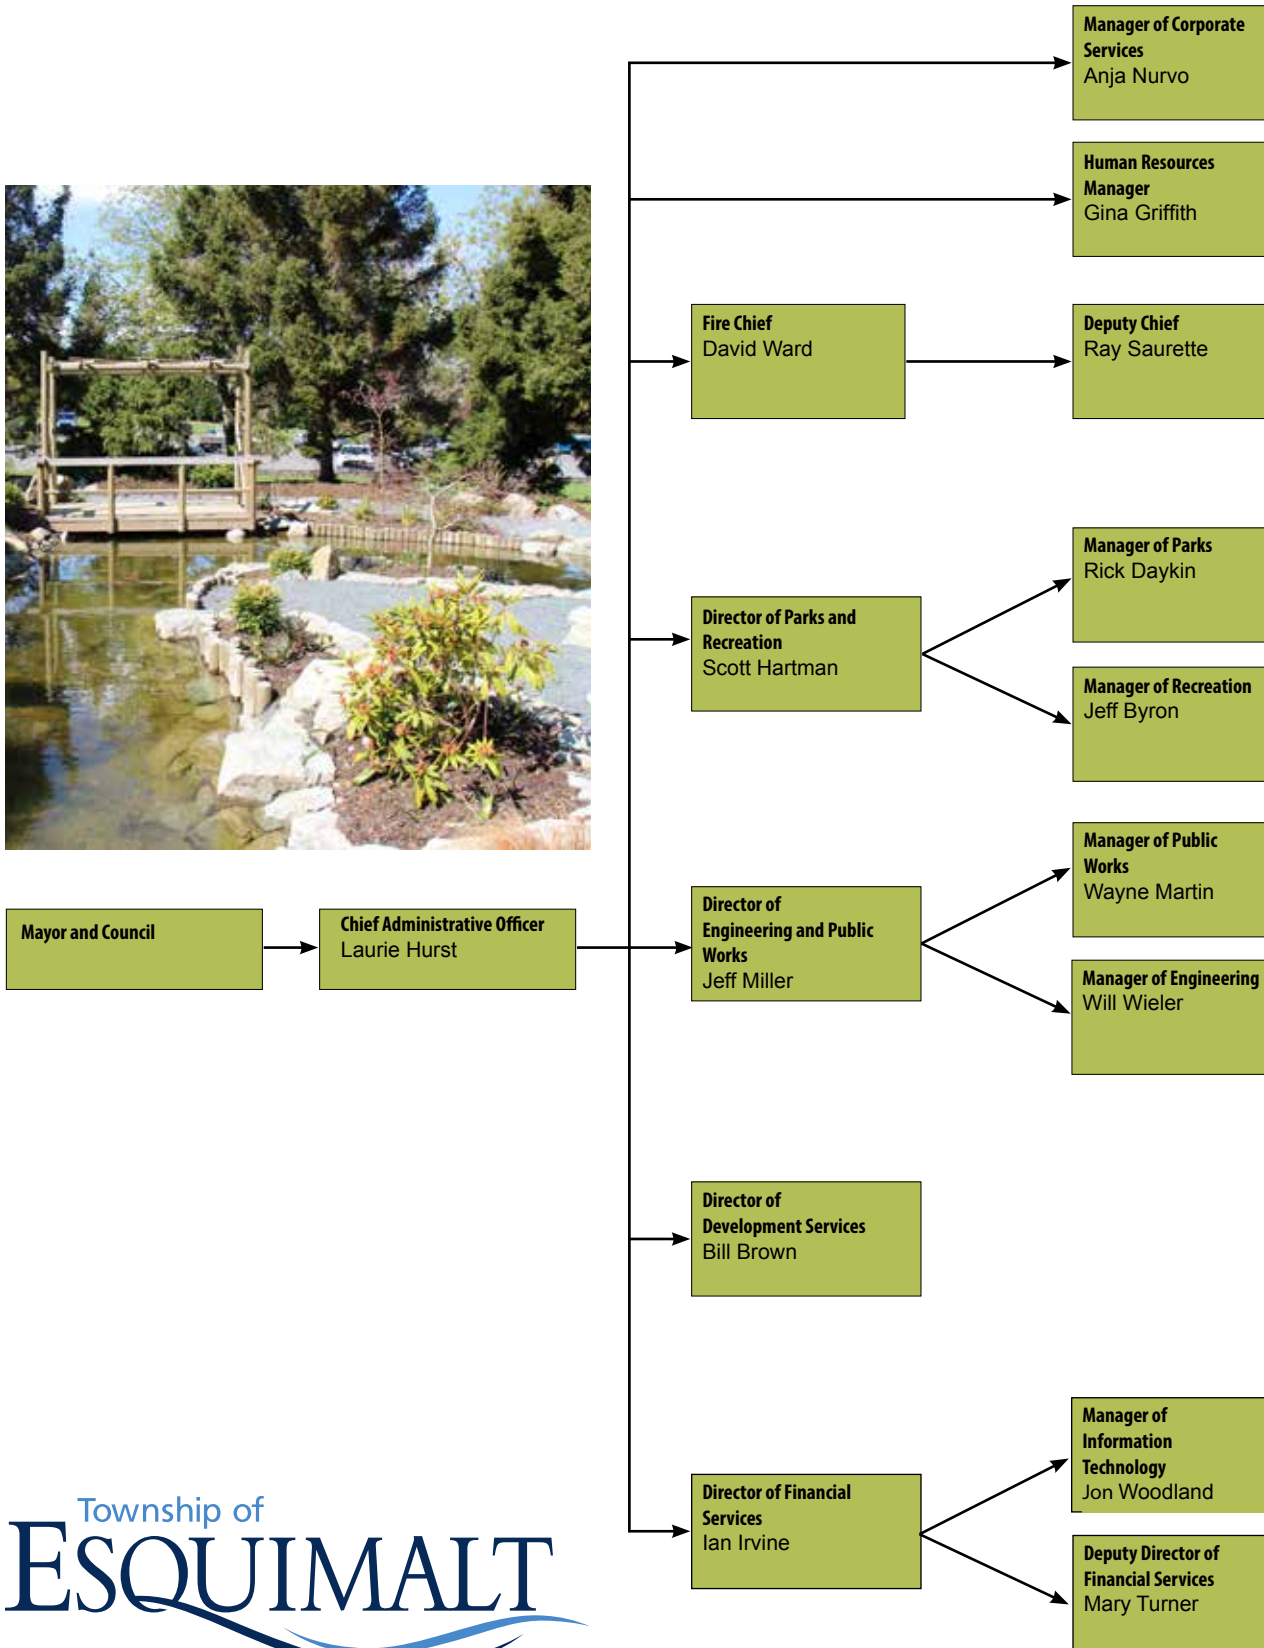 Manager of Corporate
Services
Anja Nurvo
Human Resources
Manager
Gina Griffith
Fire Chief
David Ward
Deputy Chief
Ray Saurette
Manager of Parks
Rick Daykin
Director of Parks and
Recreation
Scott Hartman
Manager of Recreation
Jeff Byron
Manager of Public
Works
Wayne Martin
Mayor and Council
Chief Administrative Officer
Laurie Hurst
Director of
Engineering and Public
Works
Jeff Miller
Manager of Engineering
Will Wieler
Director of
Development Services
Bill Brown
Manager of
Information
Technology
Jon Woodland
Director of Financial
Services
Ian Irvine
Deputy Director of
Financial Services
Mary Turner
Township of
ESQUIMALT